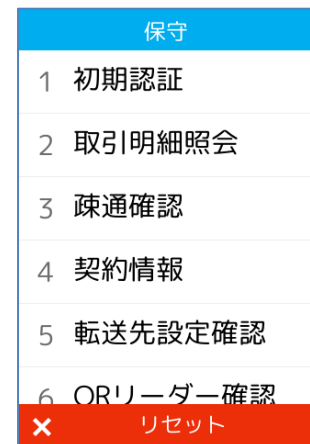 保守
1 初期認証
2 取引明細照会
3 疎通確認
4 契約情報
5 転送先設定確認
6 QRリーダー確認
× リセット